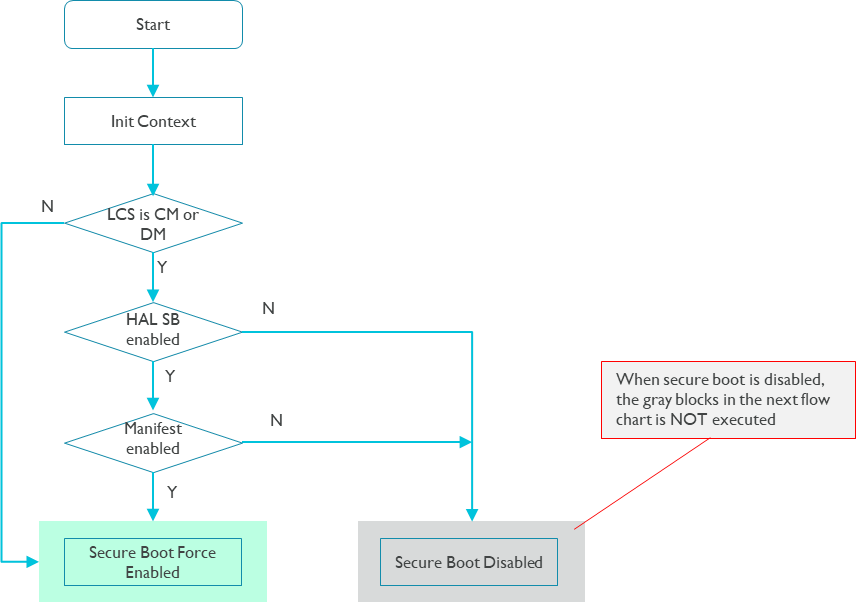 Start
Init Context
N
LCS is CM or
DM
Y
N
HAL SB
enabled
Y
When secure boot is disabled,
the gray blocks in the next flow
chart is NOT executed
N
Manifest
enabled
Y
Secure Boot Force
Enabled
Secure Boot Disabled